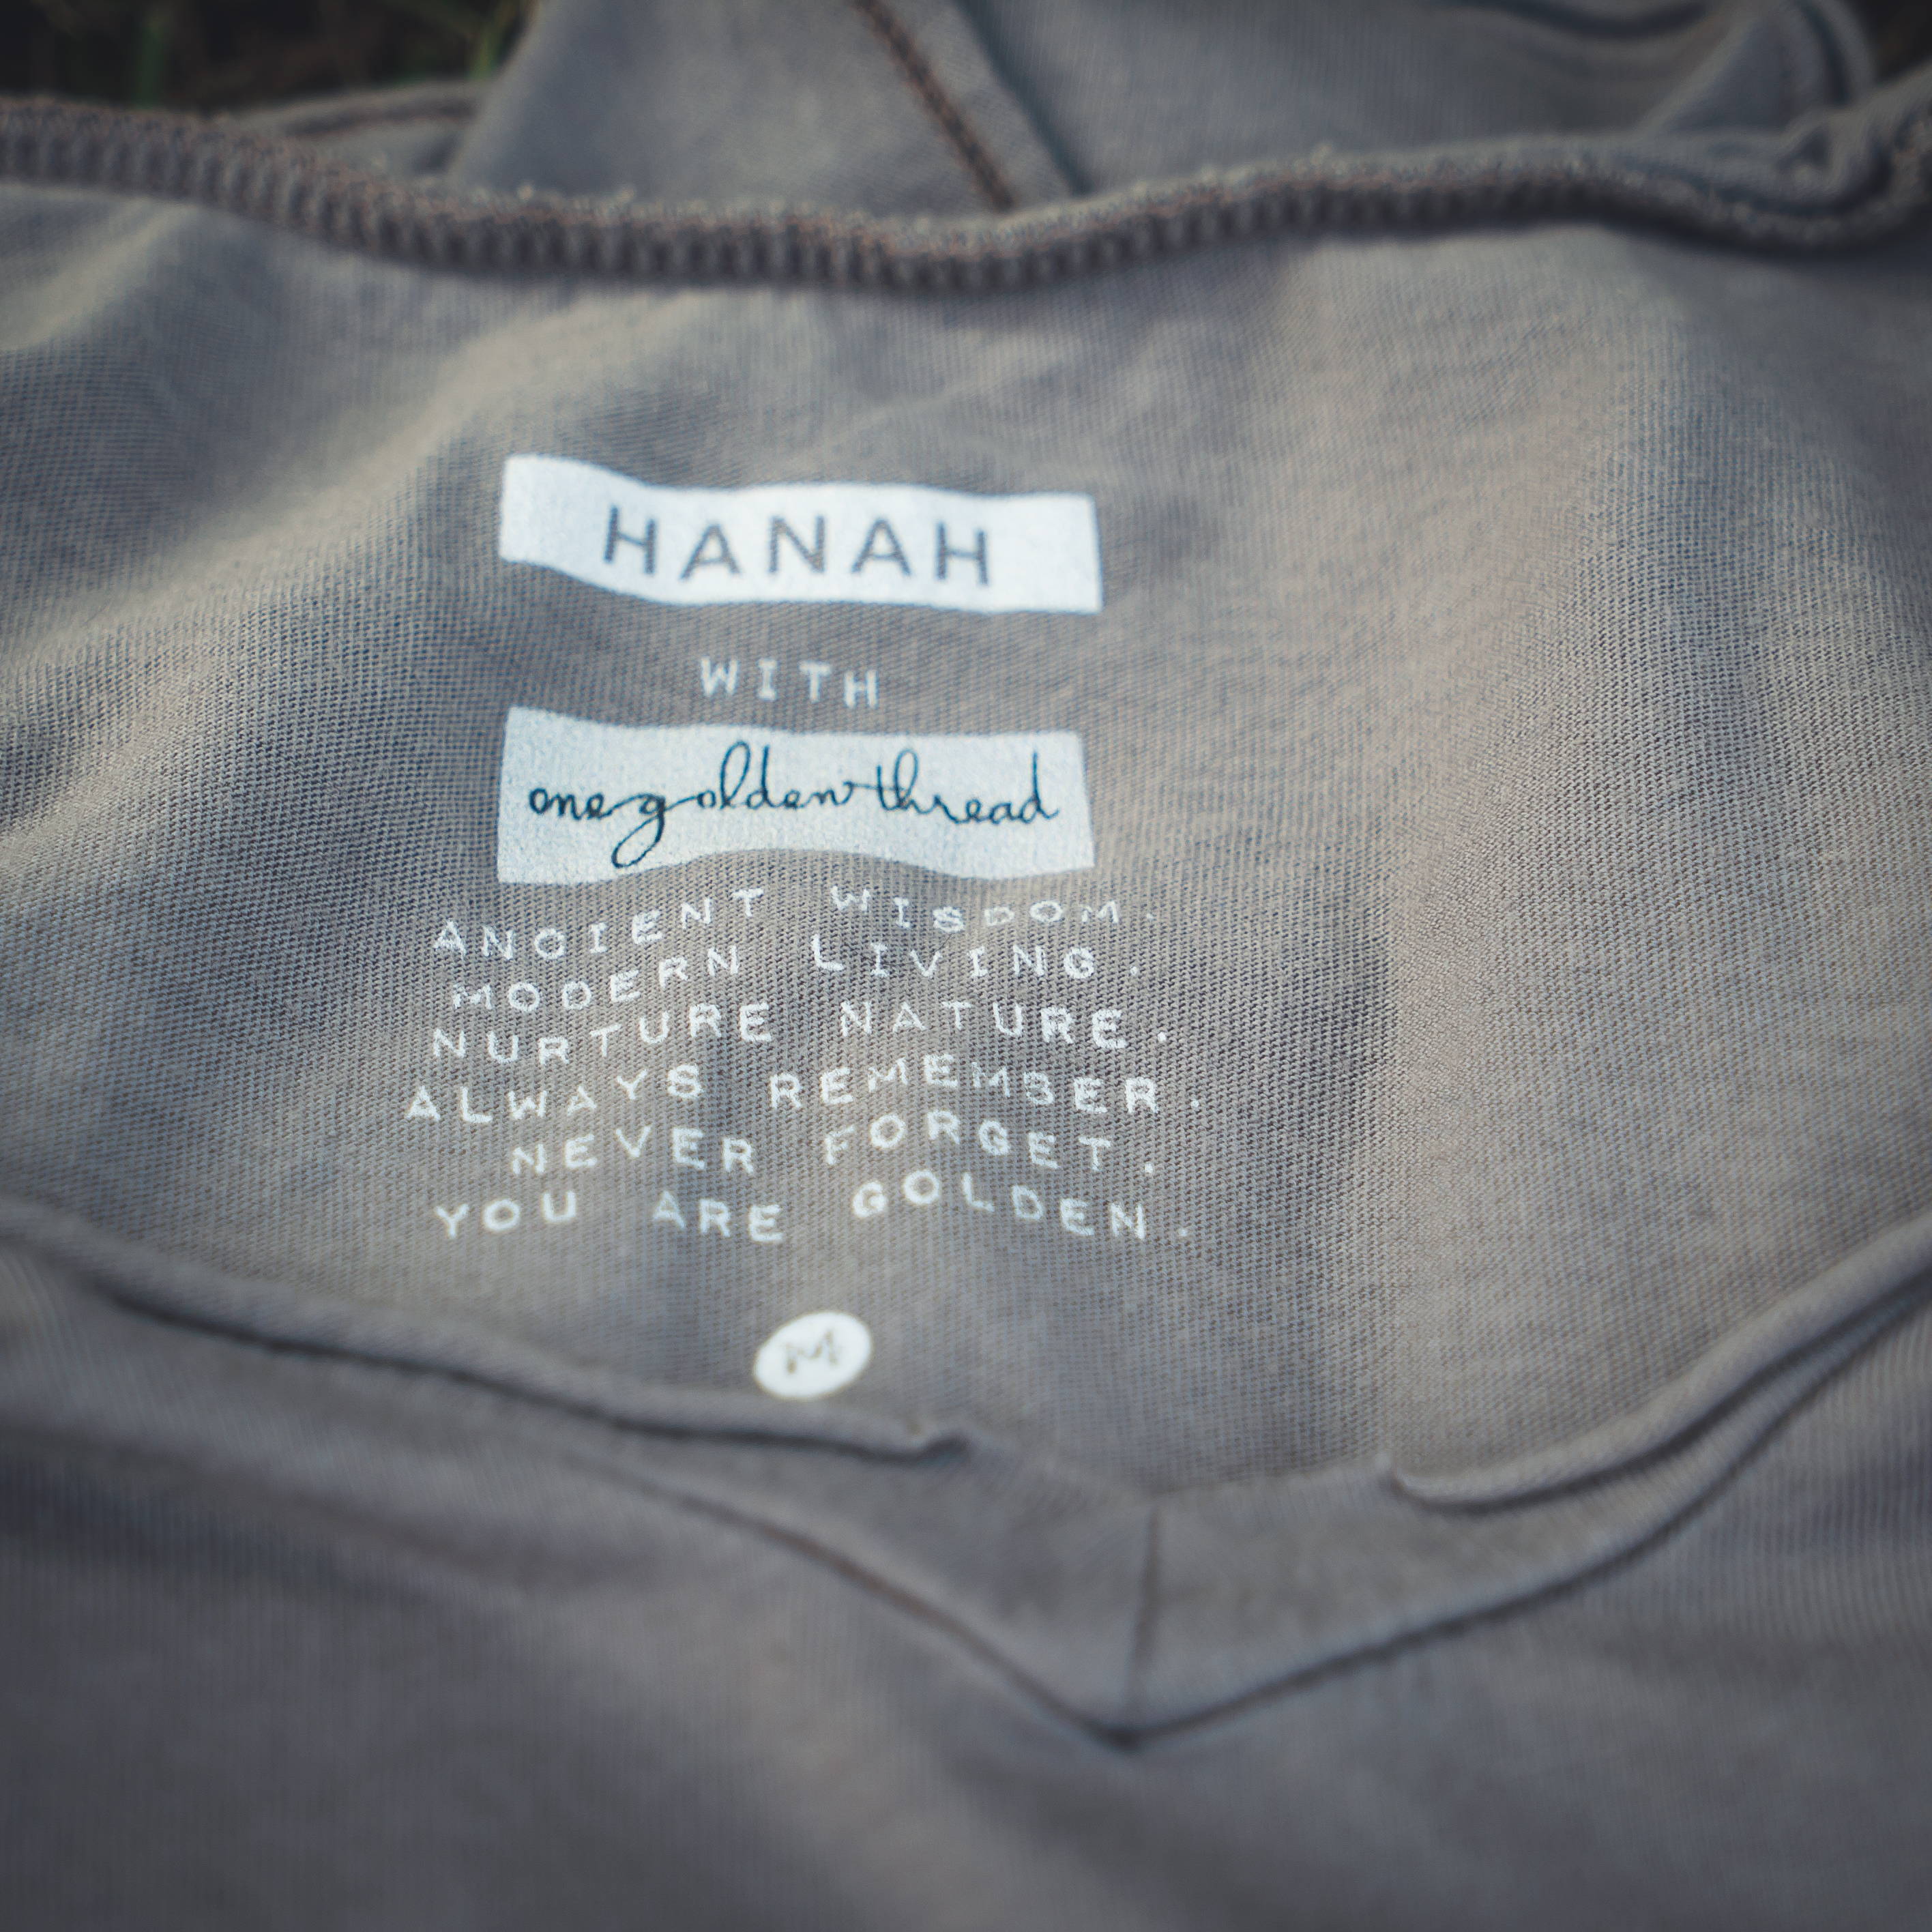 HANAH
WITH
onegoldenthread
ANCIENT WISDOM.
MODERN LIVING.
NURTURE NATURE.
ALWAYS REMEMBER.
NEVER FORGET.
YOU ARE GOLDEN.
M